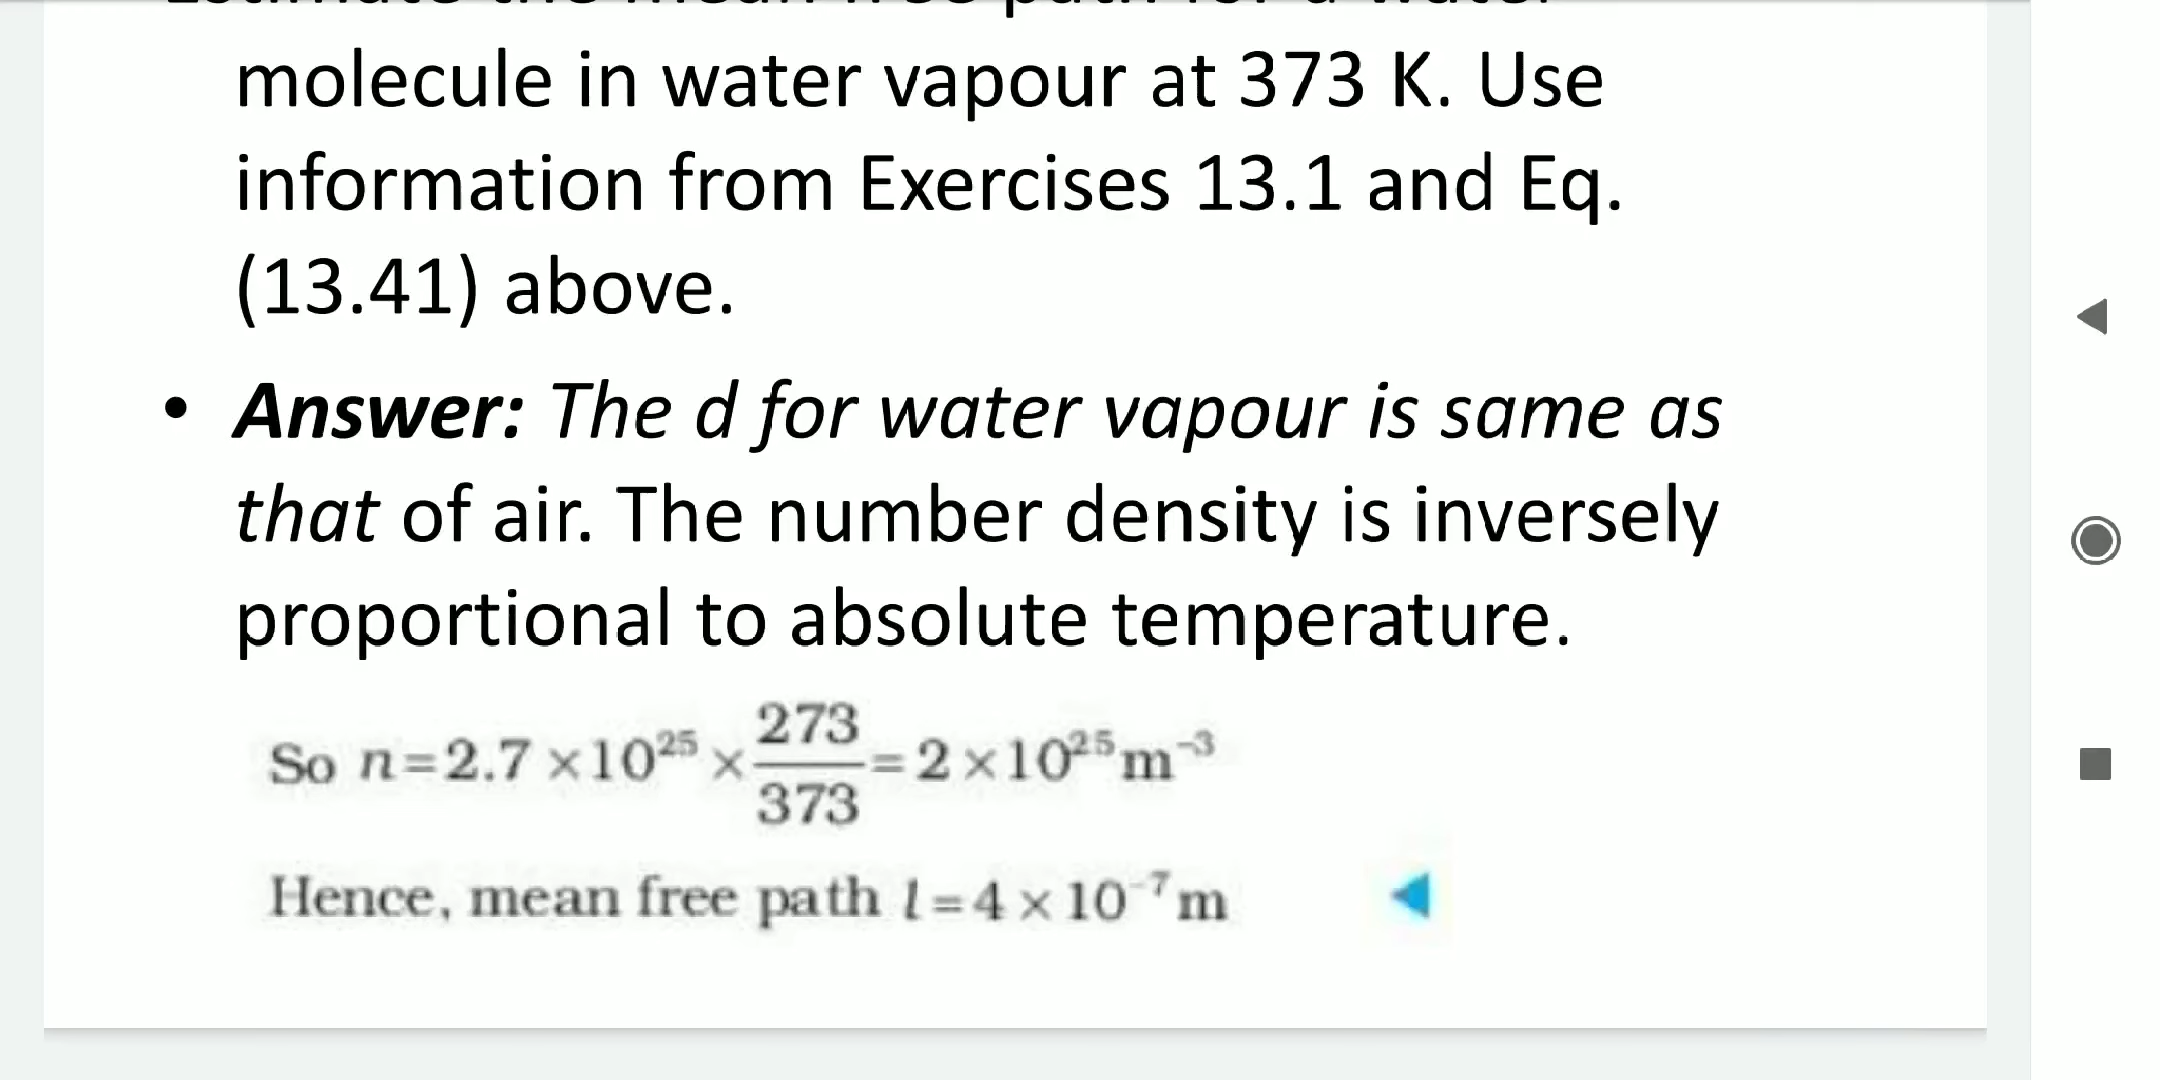 molecule in water vapour at 373 K. Use
information from Exercises 13.1 and Eq.
(13.41) above.
• Answer: The d for water vapour is same as
that of air. The number density is inversely
proportional to absolute temperature.
So n=2.7×10²⁵×273/373=2×10²⁵m⁻³
Hence, mean free path l=4×10⁻⁷m